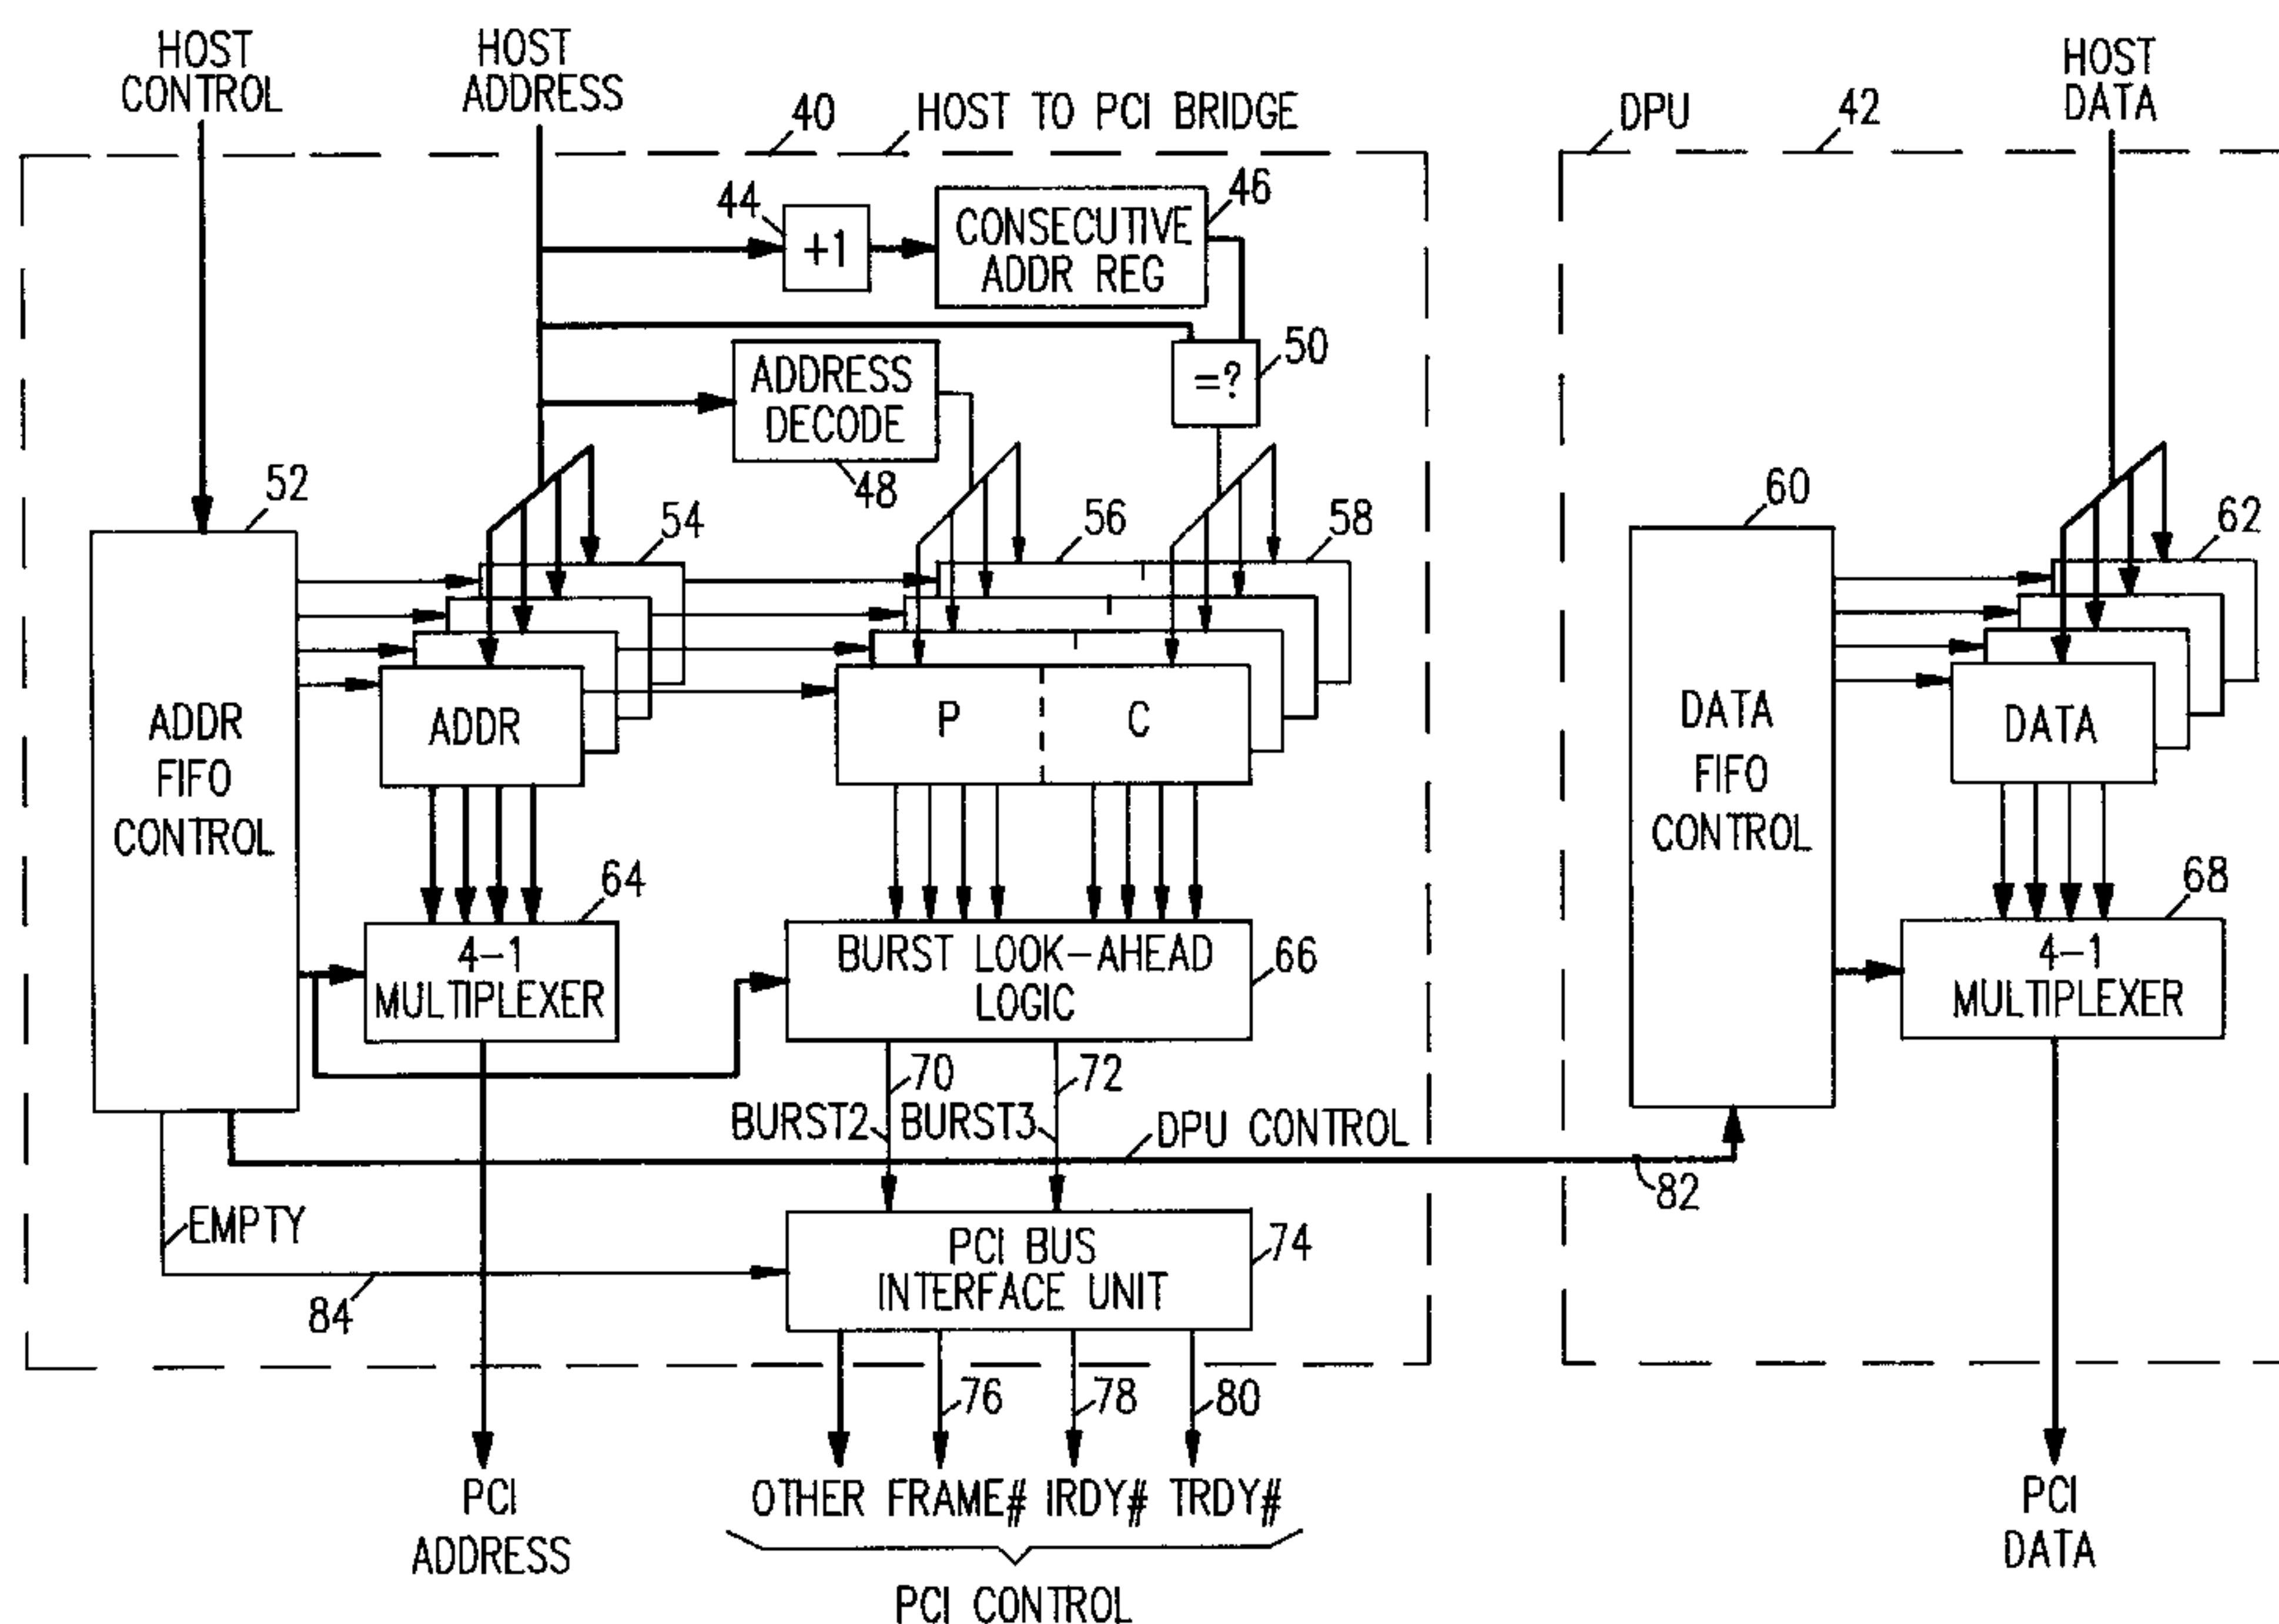 HOST
CONTROL
HOST
ADDRESS
40
HOST TO PCI BRIDGE
DPU
42
HOST
DATA
44
+1
CONSECUTIVE
ADDR REG
46
ADDRESS
DECODE
48
=?
50
52
54
56
58
60
62
ADDR
FIFO
CONTROL
ADDR
P
C
DATA
FIFO
CONTROL
DATA
64
4-1
MULTIPLEXER
BURST LOOK-AHEAD
LOGIC
66
68
4-1
MULTIPLEXER
70
72
BURST2
BURST3
DPU CONTROL
82
EMPTY
84
PCI BUS
INTERFACE UNIT
74
76
78
80
PCI
ADDRESS
OTHER FRAME# IRDY# TRDY#
PCI CONTROL
PCI
DATA